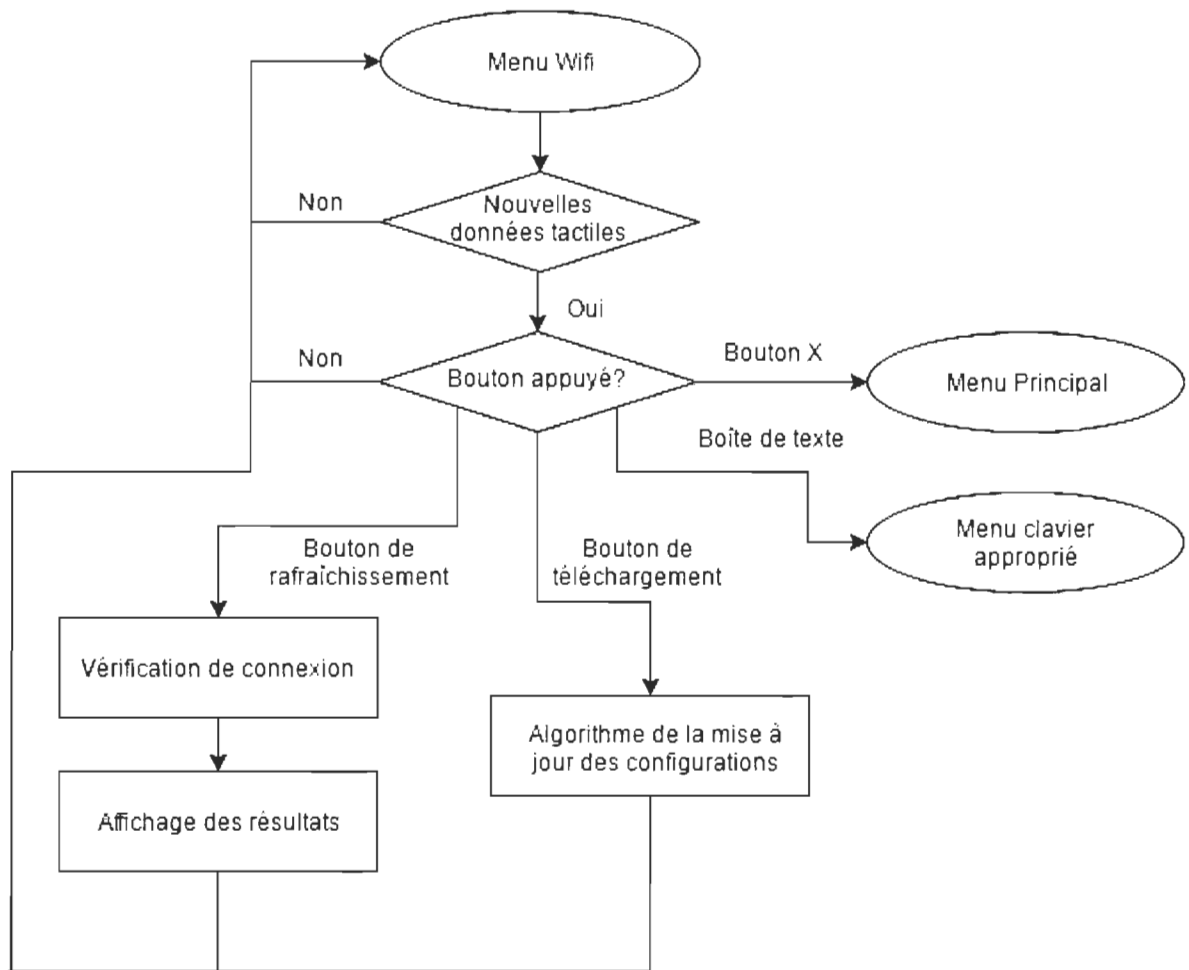 Menu Wifi
Non
Nouvelles
données tactiles
Oui
Non
Bouton appuyé?
Bouton X
Menu Principal
Boîte de texte
Menu clavier
approprié
Bouton de
rafraîchissement
Bouton de
téléchargement
Vérification de connexion
Algorithme de la mise à
jour des configurations
Affichage des résultats